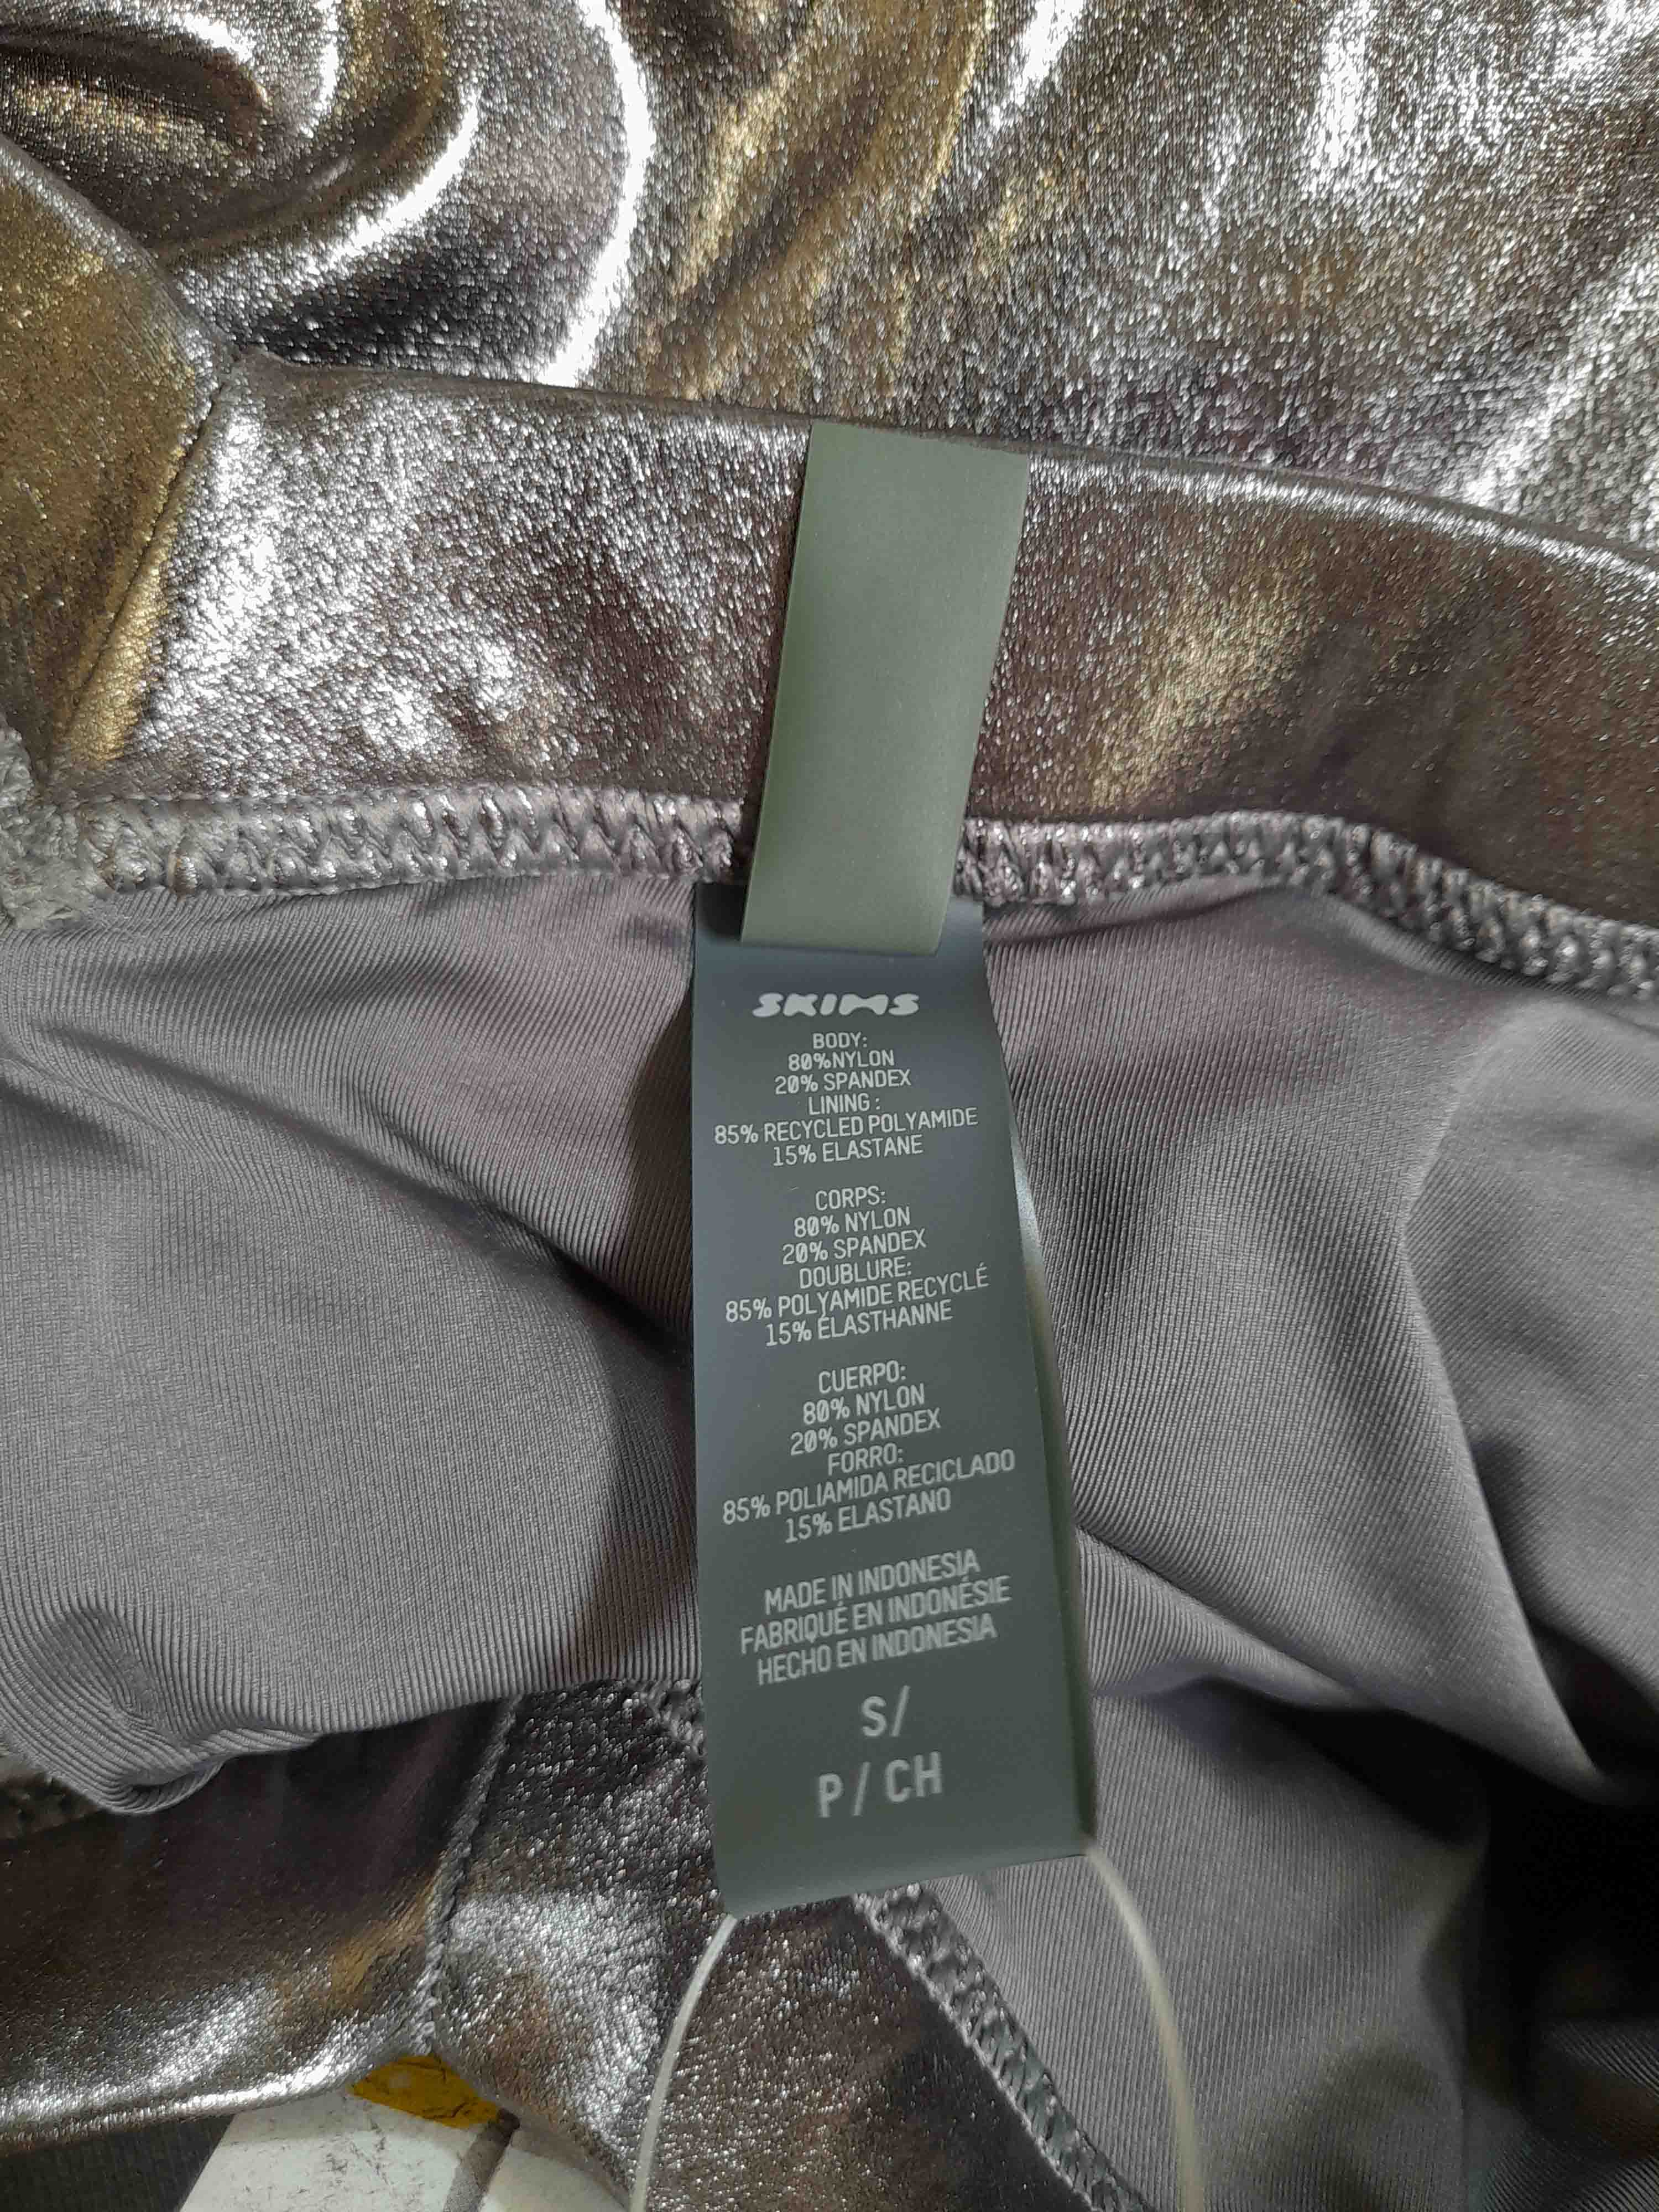 SKIMS
BODY:
80%NYLON
20% SPANDEX
LINING :
85% RECYCLED POLYAMIDE
15% ELASTANE
CORPS:
80% NYLON
20% SPANDEX
DOUBLURE:
85% POLYAMIDE RECYCLÉ
15% ÉLASTHANNE
CUERPO:
80% NYLON
20% SPANDEX
FORRO:
85% POLIAMIDA RECICLADO
15% ELASTANO
MADE IN INDONESIA
FABRIQUÉ EN INDONÉSIE
HECHO EN INDONESIA
S/
P / CH